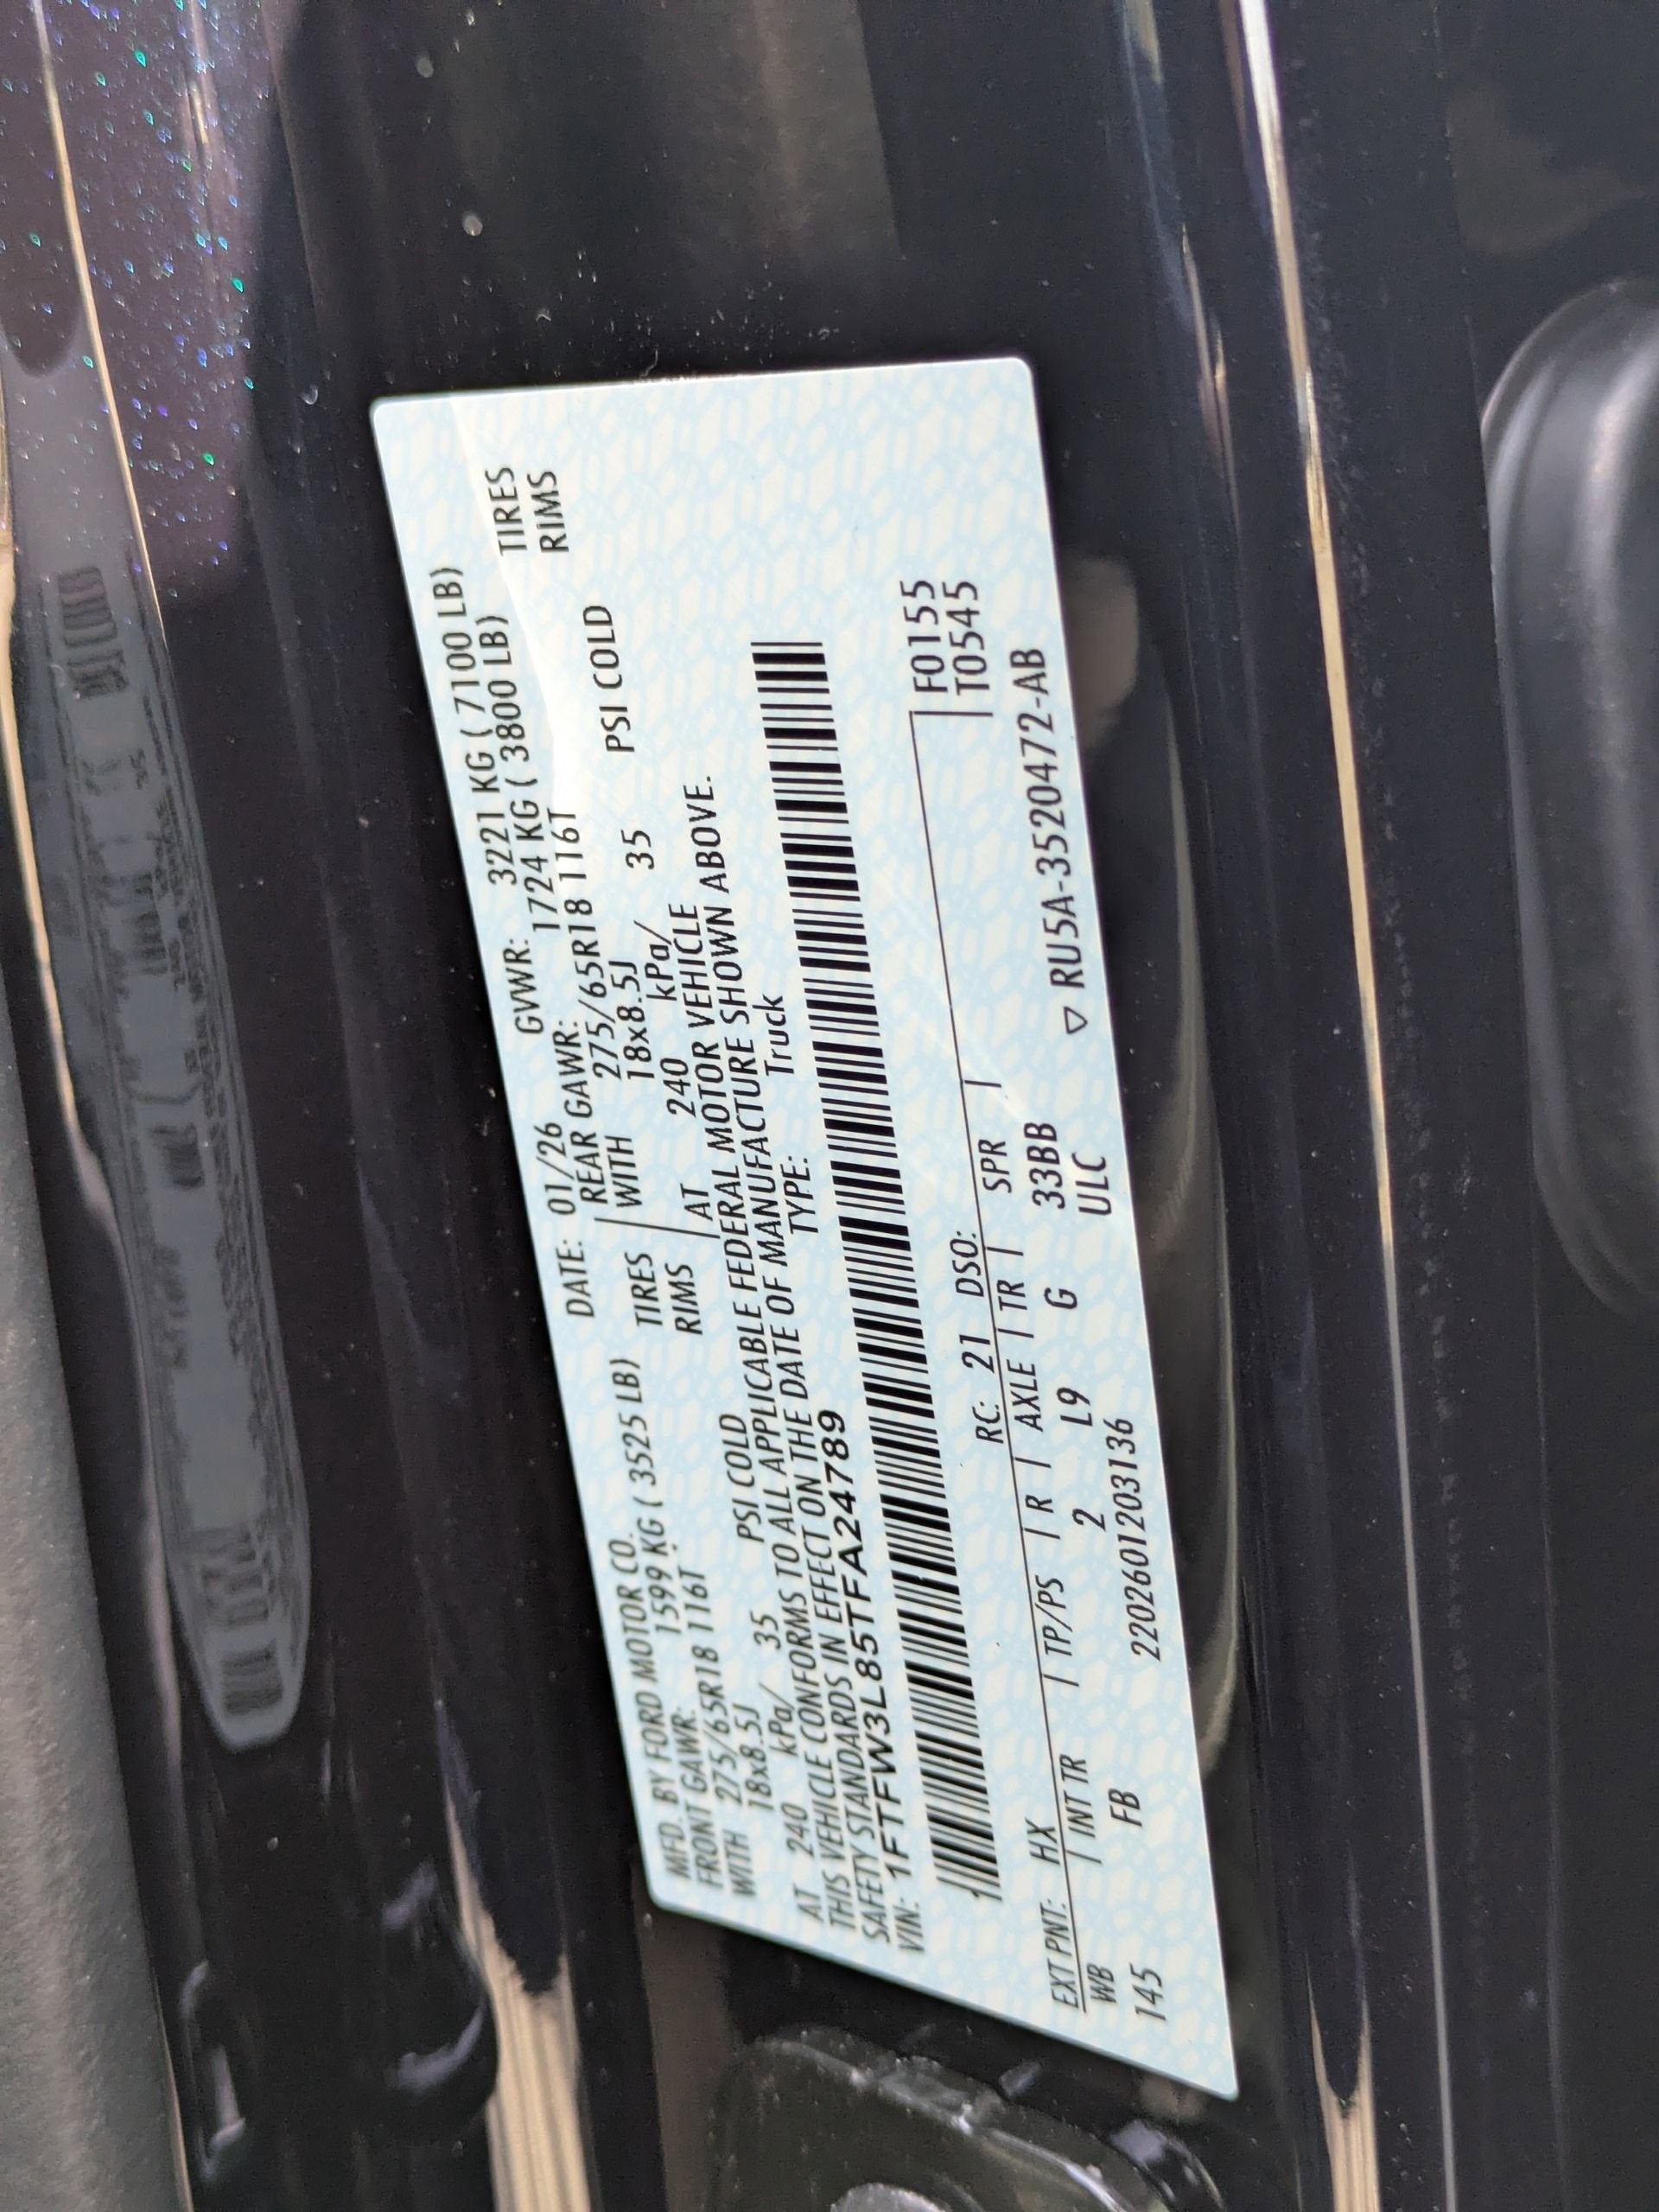 MFD. BY FORD MOTOR CO. DATE: 01/26 GVWR: 3221 KG ( 7100 LB)
FRONT GAWR: 1599 KG ( 3525 LB) REAR GAWR: 1724 KG ( 3800 LB)
WITH 275/65R18 116T TIRES WITH 275/65R18 116T TIRES
18x8.5J RIMS 18x8.5J RIMS
AT 240 kPa/ 35 PSI COLD AT 240 kPa/ 35 PSI COLD
THIS VEHICLE CONFORMS TO ALL APPLICABLE FEDERAL MOTOR VEHICLE
SAFETY STANDARDS IN EFFECT ON THE DATE OF MANUFACTURE SHOWN ABOVE.
VIN: 1FTFW3L85TFA24789 TYPE: Truck
EXT PNT: HX RC: 21 DSO: F0155
WB INT TR TP/PS R AXLE TR SPR T0545
145 FB 2 L9 G 33BB
2202601203136 ULC ▽ RU5A-3520472-AB